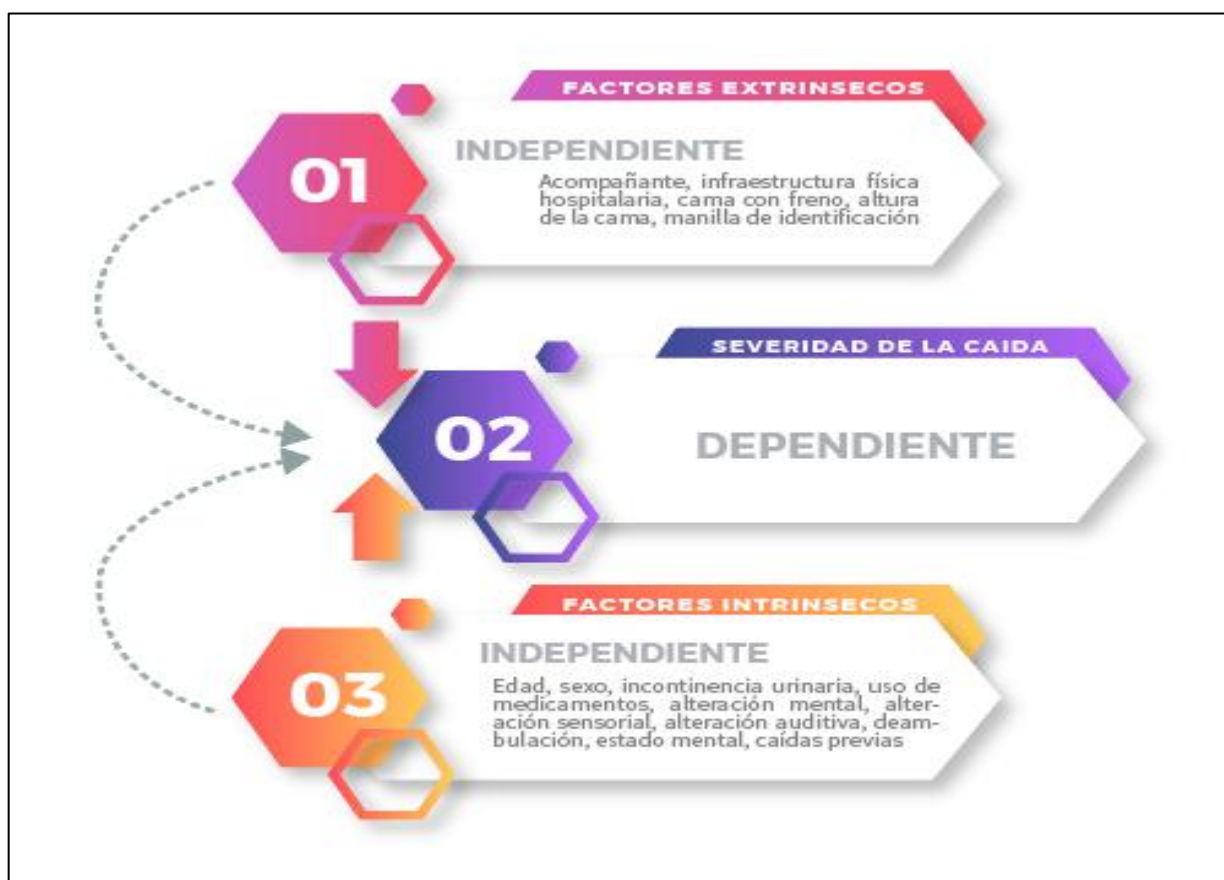 FACTORES EXTRINSECOS
01
INDEPENDIENTE
Acompañante, infraestructura física
hospitalaria, cama con freno, altura
de la cama, manilla de identificación
SEVERIDAD DE LA CAIDA
02
DEPENDIENTE
FACTORES INTRINSECOS
03
INDEPENDIENTE
Edad, sexo, incontinencia urinaria, uso de
medicamentos, alteración mental, alter-
ación sensorial, alteración auditiva, deam-
bulación, estado mental, caídas previas